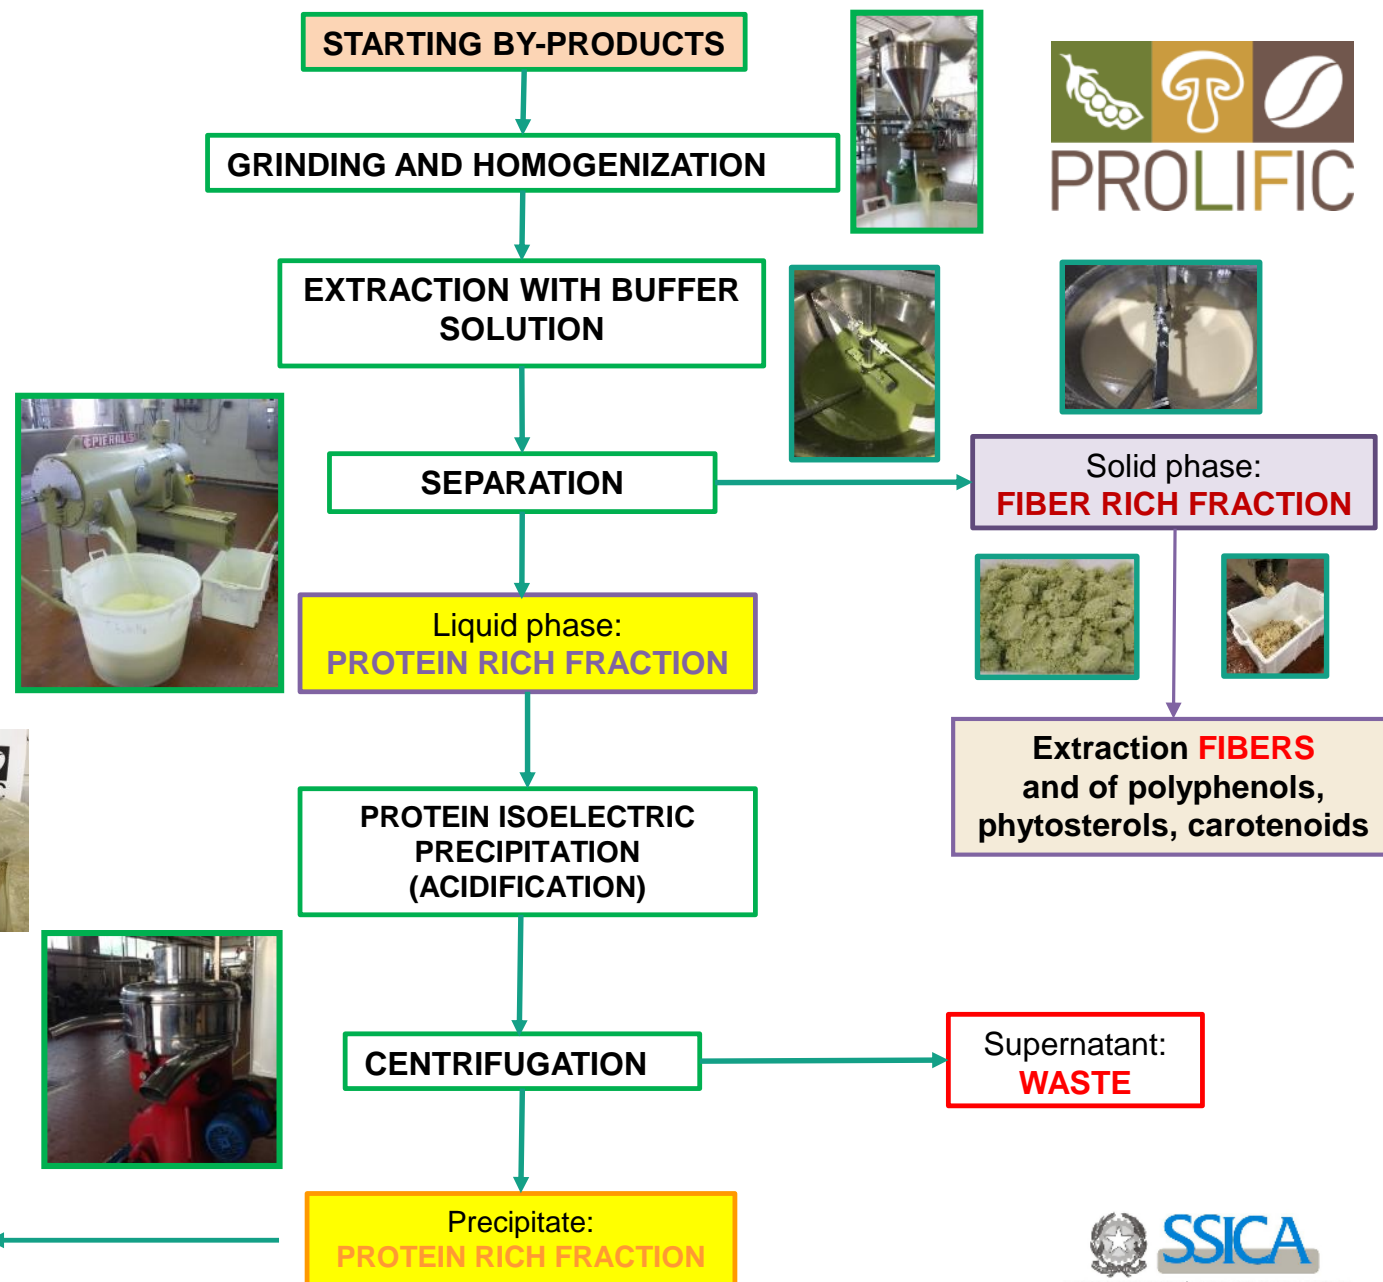 STARTING BY-PRODUCTS
PROLIFIC
GRINDING AND HOMOGENIZATION
EXTRACTION WITH BUFFER
SOLUTION
PIERALISI
SEPARATION
Solid phase:
FIBER RICH FRACTION
Liquid phase:
PROTEIN RICH FRACTION
Extraction FIBERS
and of polyphenols,
phytosterols, carotenoids
PROTEIN ISOELECTRIC
PRECIPITATION
(ACIDIFICATION)
CENTRIFUGATION
Supernatant:
WASTE
Precipitate:
PROTEIN RICH FRACTION
SSICA